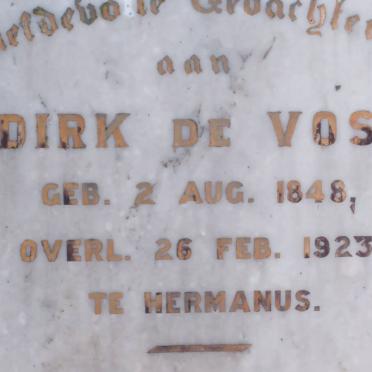 aan
DIRK DE VOS
GEB. 2 AUG. 1848,
OVERL. 26 FEB. 1923
TE HERMANUS.